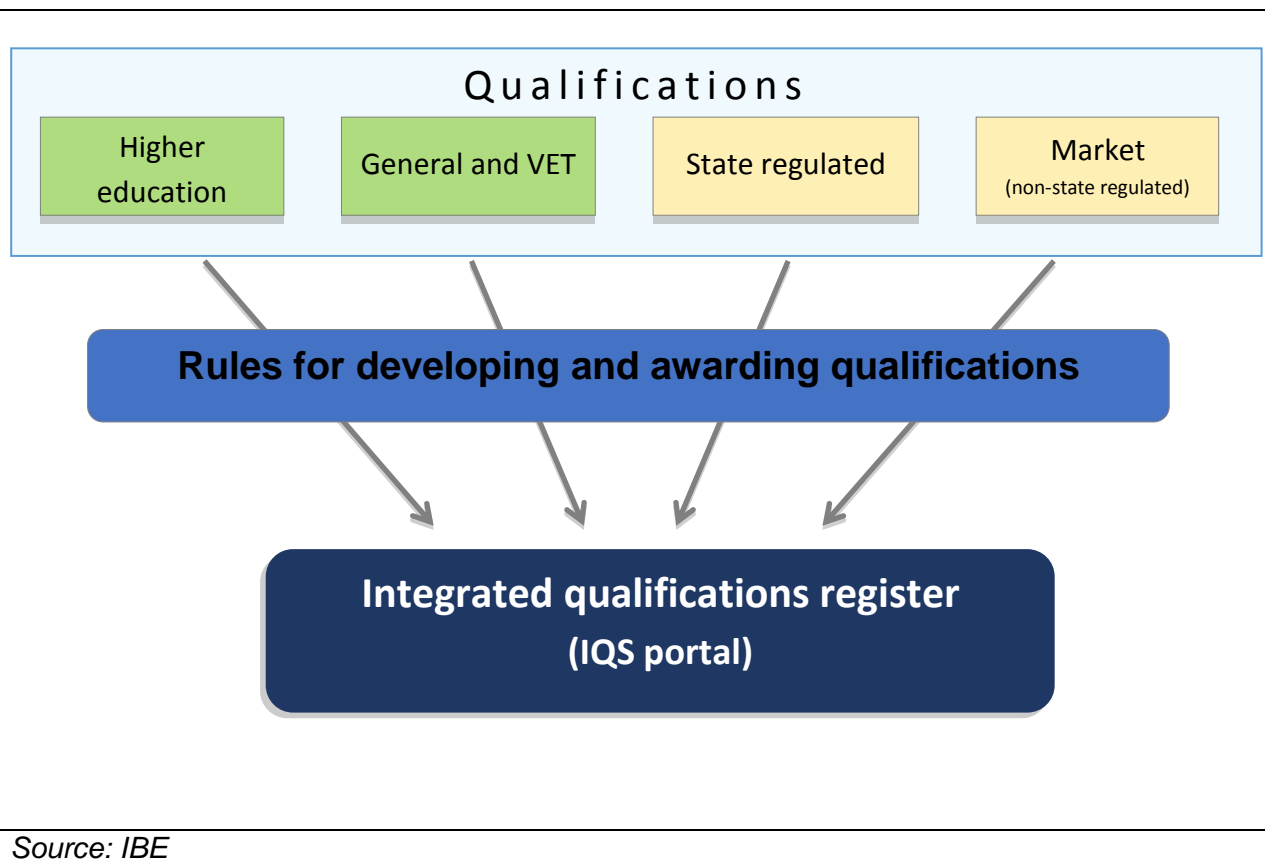 Qualifications
Higher
education
General and VET
State regulated
Market
(non-state regulated)
Rules for developing and awarding qualifications
Integrated qualifications register
(IQS portal)
Source: IBE